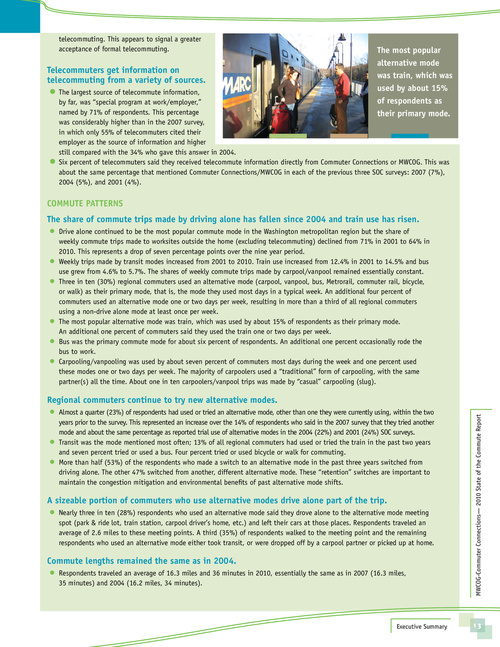 telecommuting. This appears to signal a greater
acceptance of formal telecommuting.
Telecommuters get information on
telecommuting from a variety of sources.
● The largest source of telecommute information,
by far, was “special program at work/employer,”
named by 71% of respondents. This percentage
was considerably higher than in the 2007 survey,
in which only 55% of telecommuters cited their
employer as the source of information and higher
still compared with the 34% who gave this answer in 2004.
MARC
The most popular
alternative mode
was train, which was
used by about 15%
of respondents as
their primary mode.
● Six percent of telecommuters said they received telecommute information directly from Commuter Connections or MWCOG. This was
about the same percentage that mentioned Commuter Connections/MWCOG in each of the previous three SOC surveys: 2007 (7%),
2004 (5%), and 2001 (4%).
COMMUTE PATTERNS
The share of commute trips made by driving alone has fallen since 2004 and train use has risen.
● Drive alone continued to be the most popular commute mode in the Washington metropolitan region but the share of
weekly commute trips made to worksites outside the home (excluding telecommuting) declined from 71% in 2001 to 64% in
2010. This represents a drop of seven percentage points over the nine year period.
● Weekly trips made by transit modes increased from 2001 to 2010. Train use increased from 12.4% in 2001 to 14.5% and bus
use grew from 4.6% to 5.7%. The shares of weekly commute trips made by carpool/vanpool remained essentially constant.
● Three in ten (30%) regional commuters used an alternative mode (carpool, vanpool, bus, Metrorail, commuter rail, bicycle,
or walk) as their primary mode, that is, the mode they used most days in a typical week. An additional four percent of
commuters used an alternative mode one or two days per week, resulting in more than a third of all regional commuters
using a non-drive alone mode at least once per week.
● The most popular alternative mode was train, which was used by about 15% of respondents as their primary mode.
An additional one percent of commuters said they used the train one or two days per week.
● Bus was the primary commute mode for about six percent of respondents. An additional one percent occasionally rode the
bus to work.
● Carpooling/vanpooling was used by about seven percent of commuters most days during the week and one percent used
these modes one or two days per week. The majority of carpoolers used a “traditional” form of carpooling, with the same
partner(s) all the time. About one in ten carpoolers/vanpool trips was made by “casual” carpooling (slug).
Regional commuters continue to try new alternative modes.
● Almost a quarter (23%) of respondents had used or tried an alternative mode, other than one they were currently using, within the two
years prior to the survey. This represented an increase over the 14% of respondents who said in the 2007 survey that they tried another
mode and about the same percentage as reported trial use of alternative modes in the 2004 (22%) and 2001 (24%) SOC surveys.
● Transit was the mode mentioned most often; 13% of all regional commuters had used or tried the train in the past two years
and seven percent tried or used a bus. Four percent tried or used bicycle or walk for commuting.
● More than half (53%) of the respondents who made a switch to an alternative mode in the past three years switched from
driving alone. The other 47% switched from another, different alternative mode. These “retention” switches are important to
maintain the congestion mitigation and environmental benefits of past alternative mode shifts.
A sizeable portion of commuters who use alternative modes drive alone part of the trip.
● Nearly three in ten (28%) respondents who used an alternative mode said they drove alone to the alternative mode meeting
spot (park & ride lot, train station, carpool driver’s home, etc.) and left their cars at those places. Respondents traveled an
average of 2.6 miles to these meeting points. A third (35%) of respondents walked to the meeting point and the remaining
respondents who used an alternative either took transit, or were dropped off by a carpool partner or picked up at home.
Commute lengths remained the same as in 2004.
● Respondents traveled an average of 16.3 miles and 36 minutes in 2010, essentially the same as in 2007 (16.3 miles,
35 minutes) and 2004 (16.2 miles, 34 minutes).
MWCOG-Commuter Connections— 2010 State of the Commute Report
Executive Summary 13